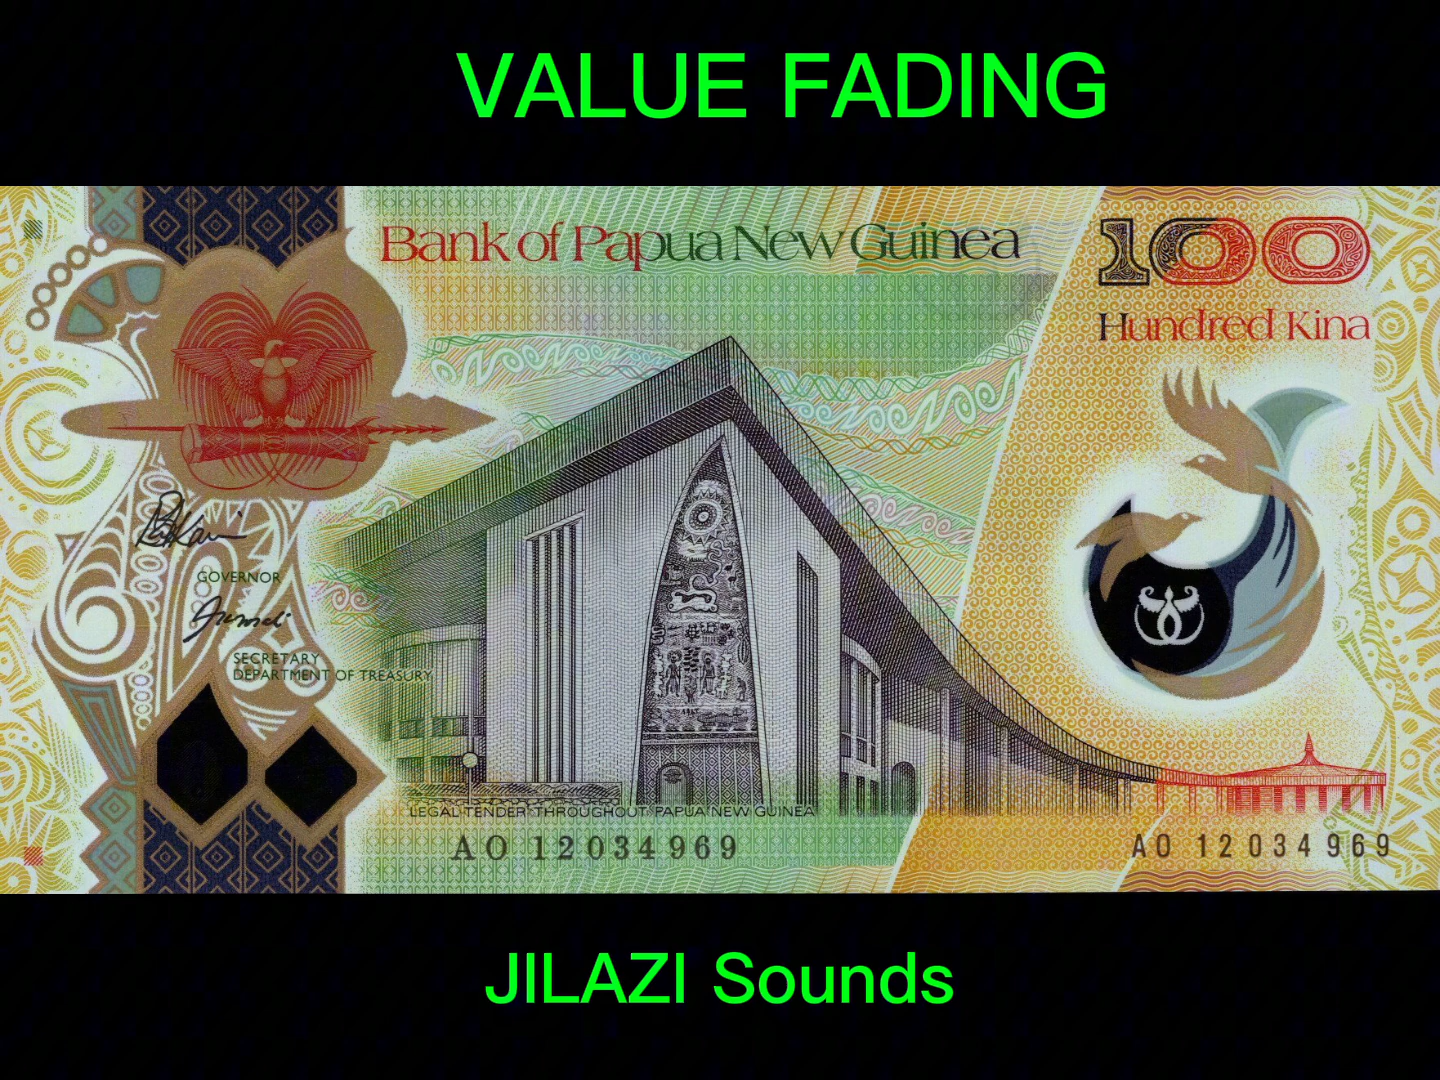 VALUE FADING
Bank of Papua New Guinea
100
Hundred Kina
GOVERNOR
SECRETARY
DEPARTMENT OF TREASURY
LEGAL TENDER THROUGHOUT PAPUA NEW GUINEA
AO 12034969
AO 12034969
JILAZI Sounds